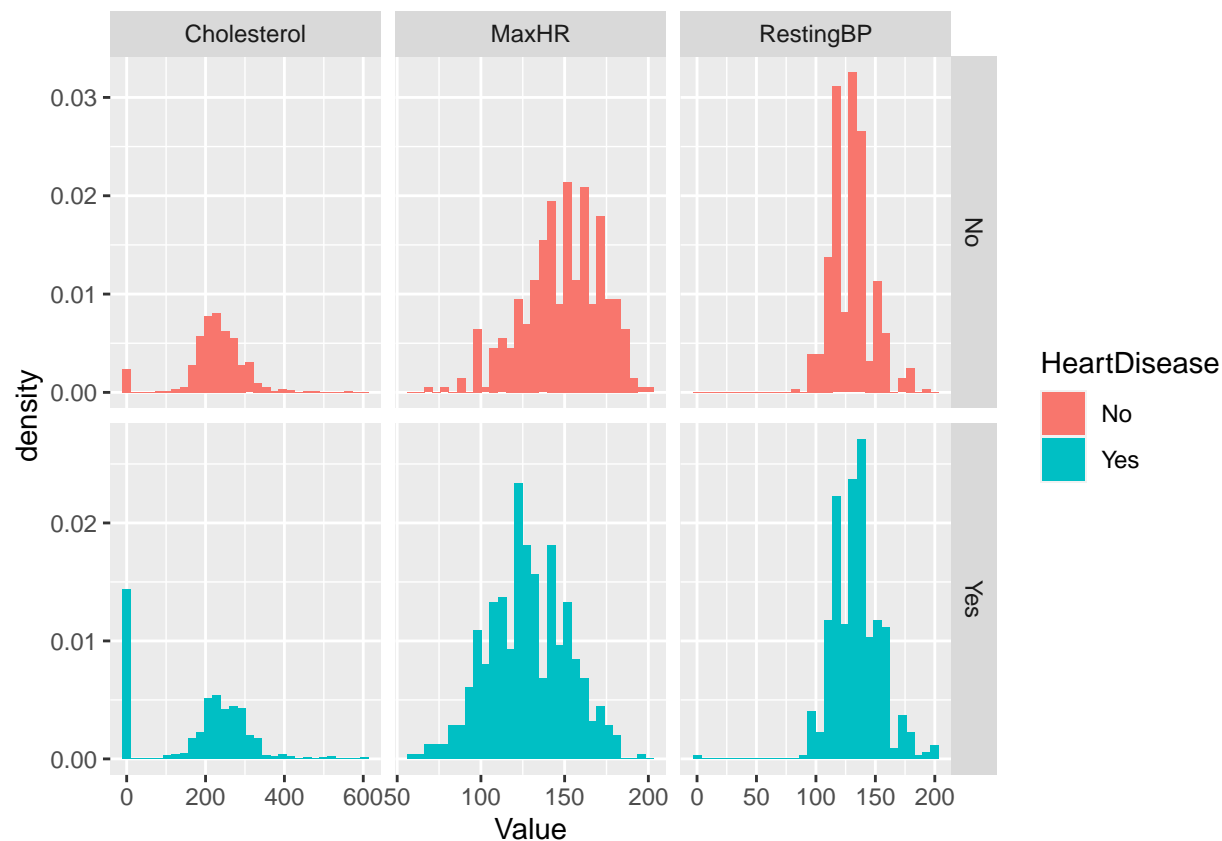 Cholesterol MaxHR RestingBP
0.03
0.02
0.01
0.00
No
density
0.02
0.01
0.00
Yes
0 200 400 600 50 100 150 200 0 50 100 150 200
Value
HeartDisease
No
Yes